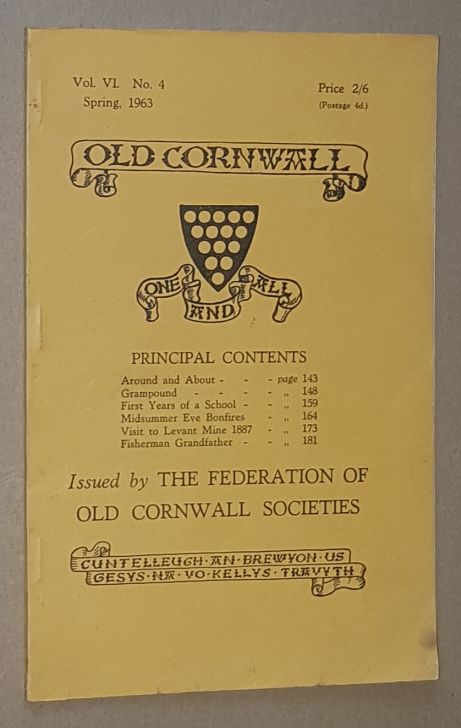 Vol. VI. No. 4
Spring, 1963
Price 2/6
(Postage 4d.)
OLD CORNWALL
ONE AND ALL
PRINCIPAL CONTENTS
Around and About - - - page 143
Grampound - - - - „ 148
First Years of a School - - „ 159
Midsummer Eve Bonfires - „ 164
Visit to Levant Mine 1887 - „ 173
Fisherman Grandfather - - „ 181
Issued by THE FEDERATION OF
OLD CORNWALL SOCIETIES
CUNTELLEUGH · AN · BREWYON · US
GESYS · NA · VO · KELLYS · TRAVYTH